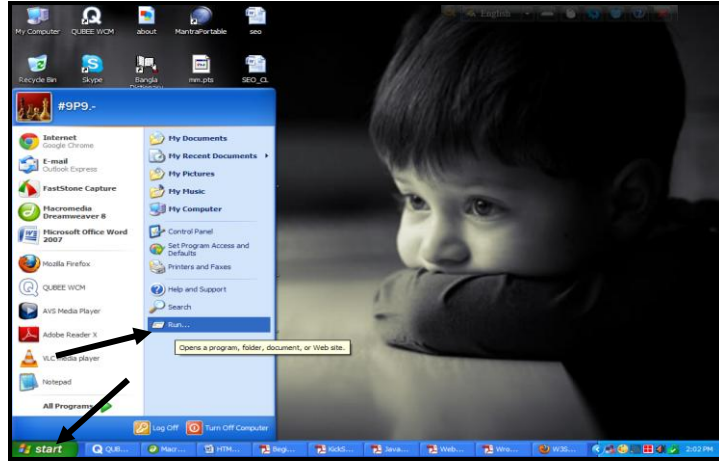 My Computer
QUBEE WCM
about
MantraPortable
seo
English
Recycle Bin
Skype
Bangla
Dictionary
mm.pts
SEO_CL
#9P9.-
Internet
Google Chrome
E-mail
Outlook Express
FastStone Capture
Macromedia
Dreamweaver 8
Microsoft Office Word
2007
Mozilla Firefox
QUBEE WCM
AVS Media Player
Adobe Reader X
VLC media player
Notepad
All Programs
My Documents
My Recent Documents
My Pictures
My Music
My Computer
Control Panel
Set Program Access and
Defaults
Printers and Faxes
Help and Support
Search
Run...
Opens a program, folder, document, or Web site.
Log Off
Turn Off Computer
start
QUB...
Macr...
HTM...
Begi...
KickS...
Java...
Web...
Wro...
W3S...
2:02 PM